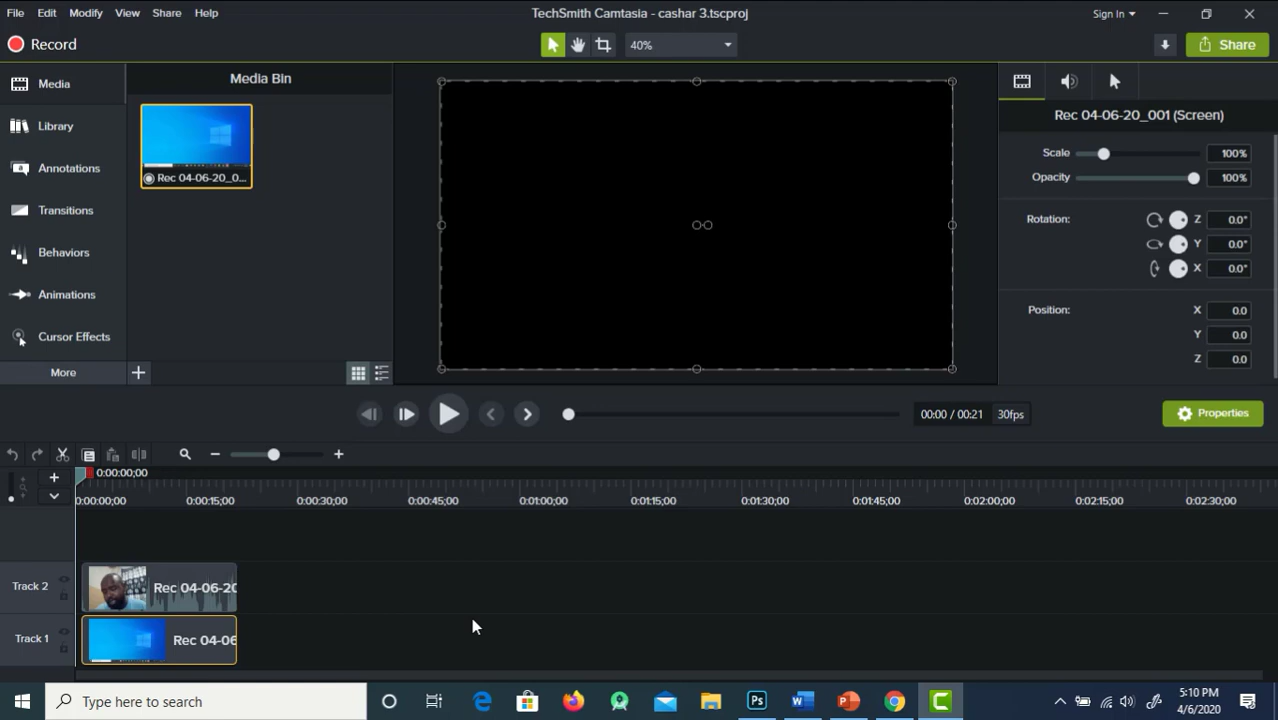 File Edit Modify View Share Help
TechSmith Camtasia - cashar 3.tscproj
Sign In
Record
40%
Share
Media
Library
Annotations
Transitions
Behaviors
Animations
Cursor Effects
More
Media Bin
Rec 04-06-20_0...
Rec 04-06-20_001 (Screen)
Scale 100%
Opacity 100%
Rotation: Z 0.0°
Y 0.0°
X 0.0°
Position: X 0.0
Y 0.0
Z 0.0
00:00 / 00:21 30fps
Properties
0:00:00;00
0:00:00;00 0:00:15;00 0:00:30;00 0:00:45;00 0:01:00;00 0:01:15;00 0:01:30;00 0:01:45;00 0:02:00;00 0:02:15;00 0:02:30;00
Track 2 Rec 04-06-20
Track 1 Rec 04-06
Type here to search
5:10 PM
4/6/2020